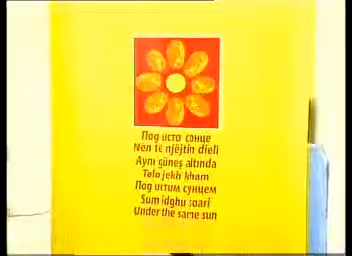 Под исто сонце
Nën të njëjtin diell
Aynı güneş altında
Telo jekh kham
Под истим сунцем
Sum idghu soari
Under the same sun